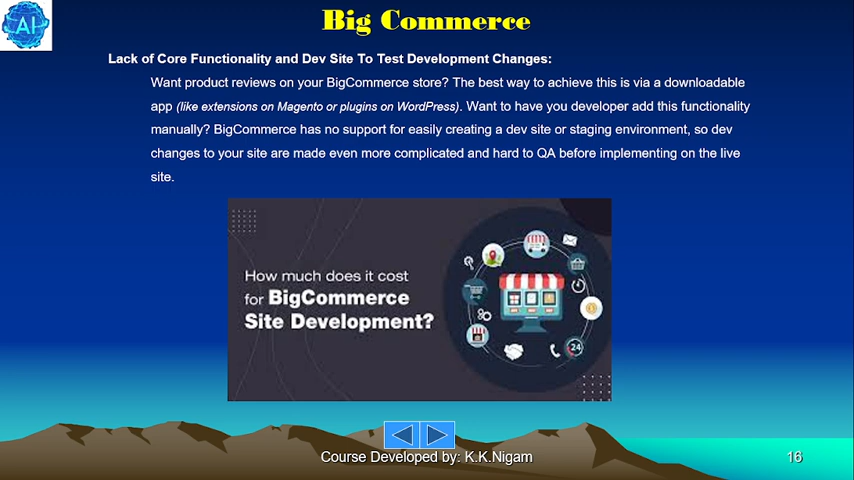 AI
Big Commerce
Lack of Core Functionality and Dev Site To Test Development Changes:
Want product reviews on your BigCommerce store? The best way to achieve this is via a downloadable
app (like extensions on Magento or plugins on WordPress). Want to have you developer add this functionality
manually? BigCommerce has no support for easily creating a dev site or staging environment, so dev
changes to your site are made even more complicated and hard to QA before implementing on the live
site.
How much does it cost
for BigCommerce
Site Development?
24
Course Developed by: K.K.Nigam
16